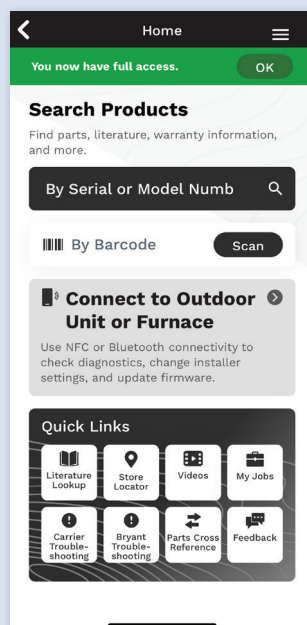 Home
You now have full access.
OK
Search Products
Find parts, literature, warranty information,
and more.
By Serial or Model Numb
By Barcode
Scan
Connect to Outdoor
Unit or Furnace
Use NFC or Bluetooth connectivity to
check diagnostics, change installer
settings, and update firmware.
Quick Links
Literature
Lookup
Store
Locator
Videos
My Jobs
Carrier
Trouble-
shooting
Bryant
Trouble-
shooting
Parts Cross
Reference
Feedback